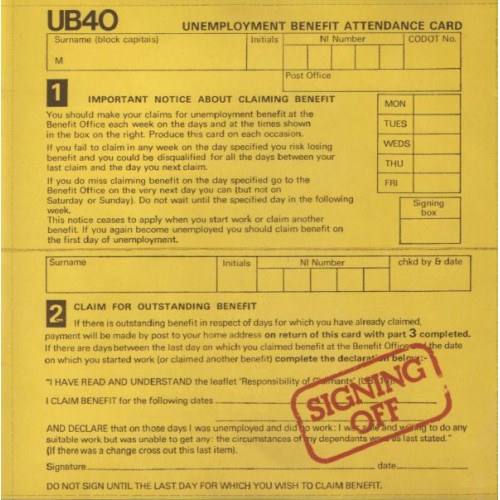 UB40 UNEMPLOYMENT BENEFIT ATTENDANCE CARD
Surname (block capitals) Initials NI Number CODOT No.
M
Post Office
1 IMPORTANT NOTICE ABOUT CLAIMING BENEFIT
You should make your claims for unemployment benefit at the
Benefit Office each week on the days and at the times shown
in the box on the right. Produce this card on each occasion.
If you fail to claim in any week on the day specified you risk losing
benefit and you could be disqualified for all the days between your
last claim and the day you next claim.
If you do miss claiming benefit on the day specified go to the
Benefit Office on the very next day you can (but not on
Saturday or Sunday). Do not wait until the specified day in the following
week.
This notice ceases to apply when you start work or claim another
benefit. If you again become unemployed you should claim benefit on
the first day of unemployment.
MON
TUES
WEDS
THU
FRI
Signing
box
Surname Initials NI Number chkd by & date
2 CLAIM FOR OUTSTANDING BENEFIT
If there is outstanding benefit in respect of days for which you have already claimed,
payment will be made by post to your home address on return of this card with part 3 completed.
If there are days between the last day on which you claimed benefit at the Benefit Office the date
on which you started work (or claimed another benefit) complete the declaration below:-
"I HAVE READ AND UNDERSTAND the leaflet 'Responsibility of Claimants'
I CLAIM BENEFIT for the following dates
AND DECLARE that on those days I was unemployed and did no work: I was able and willing to do any
suitable work but was unable to get any: the circumstances of my dependants were as last stated."
(if there was a change cross out this last item).
Signature date
DO NOT SIGN UNTIL THE LAST DAY FOR WHICH YOU WISH TO CLAIM BENEFIT.
SIGNING
OFF